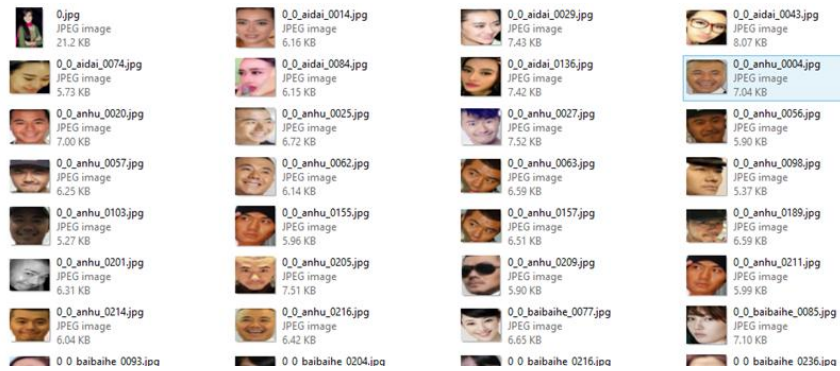 0.jpg
JPEG image
21.2 KB
0_0_aidai_0014.jpg
JPEG image
6.16 KB
0_0_aidai_0029.jpg
JPEG image
7.43 KB
0_0_aidai_0043.jpg
JPEG image
8.07 KB
0_0_aidai_0074.jpg
JPEG image
5.73 KB
0_0_aidai_0084.jpg
JPEG image
6.15 KB
0_0_aidai_0136.jpg
JPEG image
7.42 KB
0_0_anhu_0004.jpg
JPEG image
7.04 KB
0_0_anhu_0020.jpg
JPEG image
7.00 KB
0_0_anhu_0025.jpg
JPEG image
6.72 KB
0_0_anhu_0027.jpg
JPEG image
7.52 KB
0_0_anhu_0056.jpg
JPEG image
5.90 KB
0_0_anhu_0057.jpg
JPEG image
6.25 KB
0_0_anhu_0062.jpg
JPEG image
6.14 KB
0_0_anhu_0063.jpg
JPEG image
6.59 KB
0_0_anhu_0098.jpg
JPEG image
5.37 KB
0_0_anhu_0103.jpg
JPEG image
5.27 KB
0_0_anhu_0155.jpg
JPEG image
5.96 KB
0_0_anhu_0157.jpg
JPEG image
6.51 KB
0_0_anhu_0189.jpg
JPEG image
6.59 KB
0_0_anhu_0201.jpg
JPEG image
6.31 KB
0_0_anhu_0205.jpg
JPEG image
7.51 KB
0_0_anhu_0209.jpg
JPEG image
5.90 KB
0_0_anhu_0211.jpg
JPEG image
5.99 KB
0_0_anhu_0214.jpg
JPEG image
6.04 KB
0_0_anhu_0216.jpg
JPEG image
6.42 KB
0_0_baibaihe_0077.jpg
JPEG image
6.65 KB
0_0_baibaihe_0085.jpg
JPEG image
7.10 KB
0_0_baibaihe_0093.jpg
0_0_baibaihe_0204.jpg
0_0_baibaihe_0216.jpg
0_0_baibaihe_0236.jpg